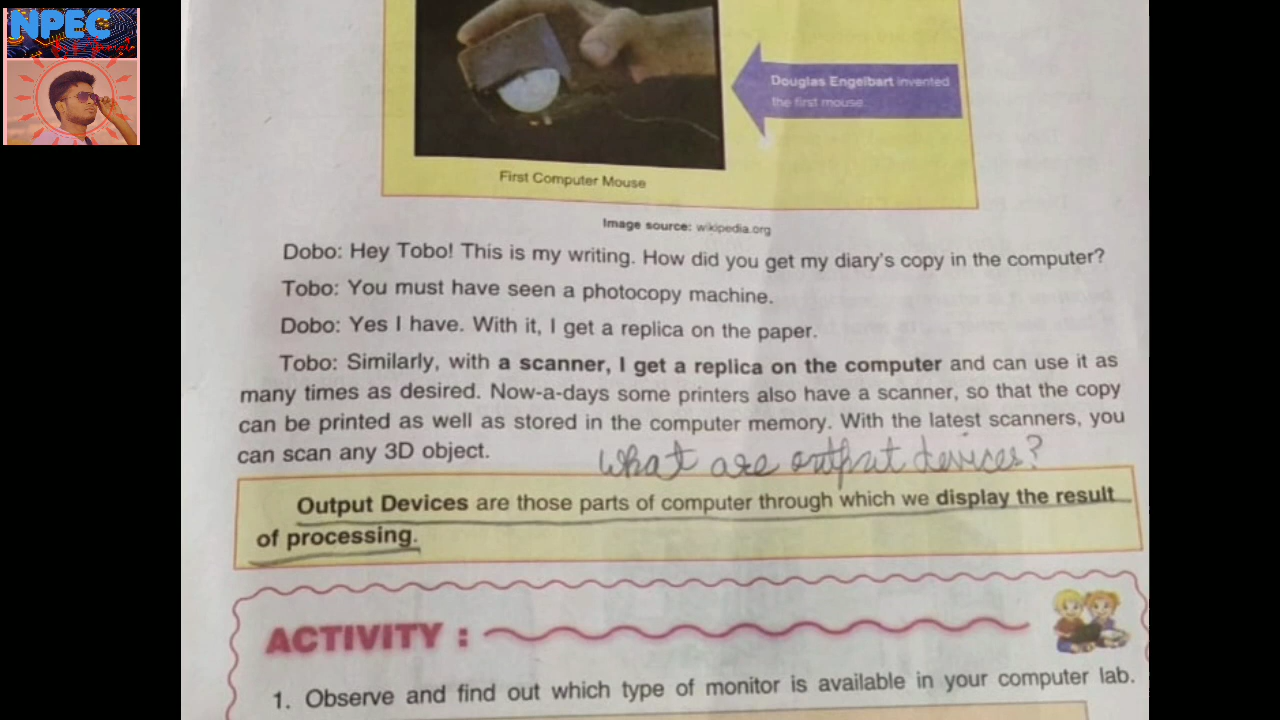 NPEC
Douglas Engelbart invented
the first mouse
First Computer Mouse
Image source: wikipedia.org
Dobo: Hey Tobo! This is my writing. How did you get my diary's copy in the computer?
Tobo: You must have seen a photocopy machine.
Dobo: Yes I have. With it, I get a replica on the paper.
Tobo: Similarly, with a scanner, I get a replica on the computer and can use it as
many times as desired. Now-a-days some printers also have a scanner, so that the copy
can be printed as well as stored in the computer memory. With the latest scanners, you
can scan any 3D object.
What are output devices?
Output Devices are those parts of computer through which we display the result
of processing.
ACTIVITY :
1. Observe and find out which type of monitor is available in your computer lab.